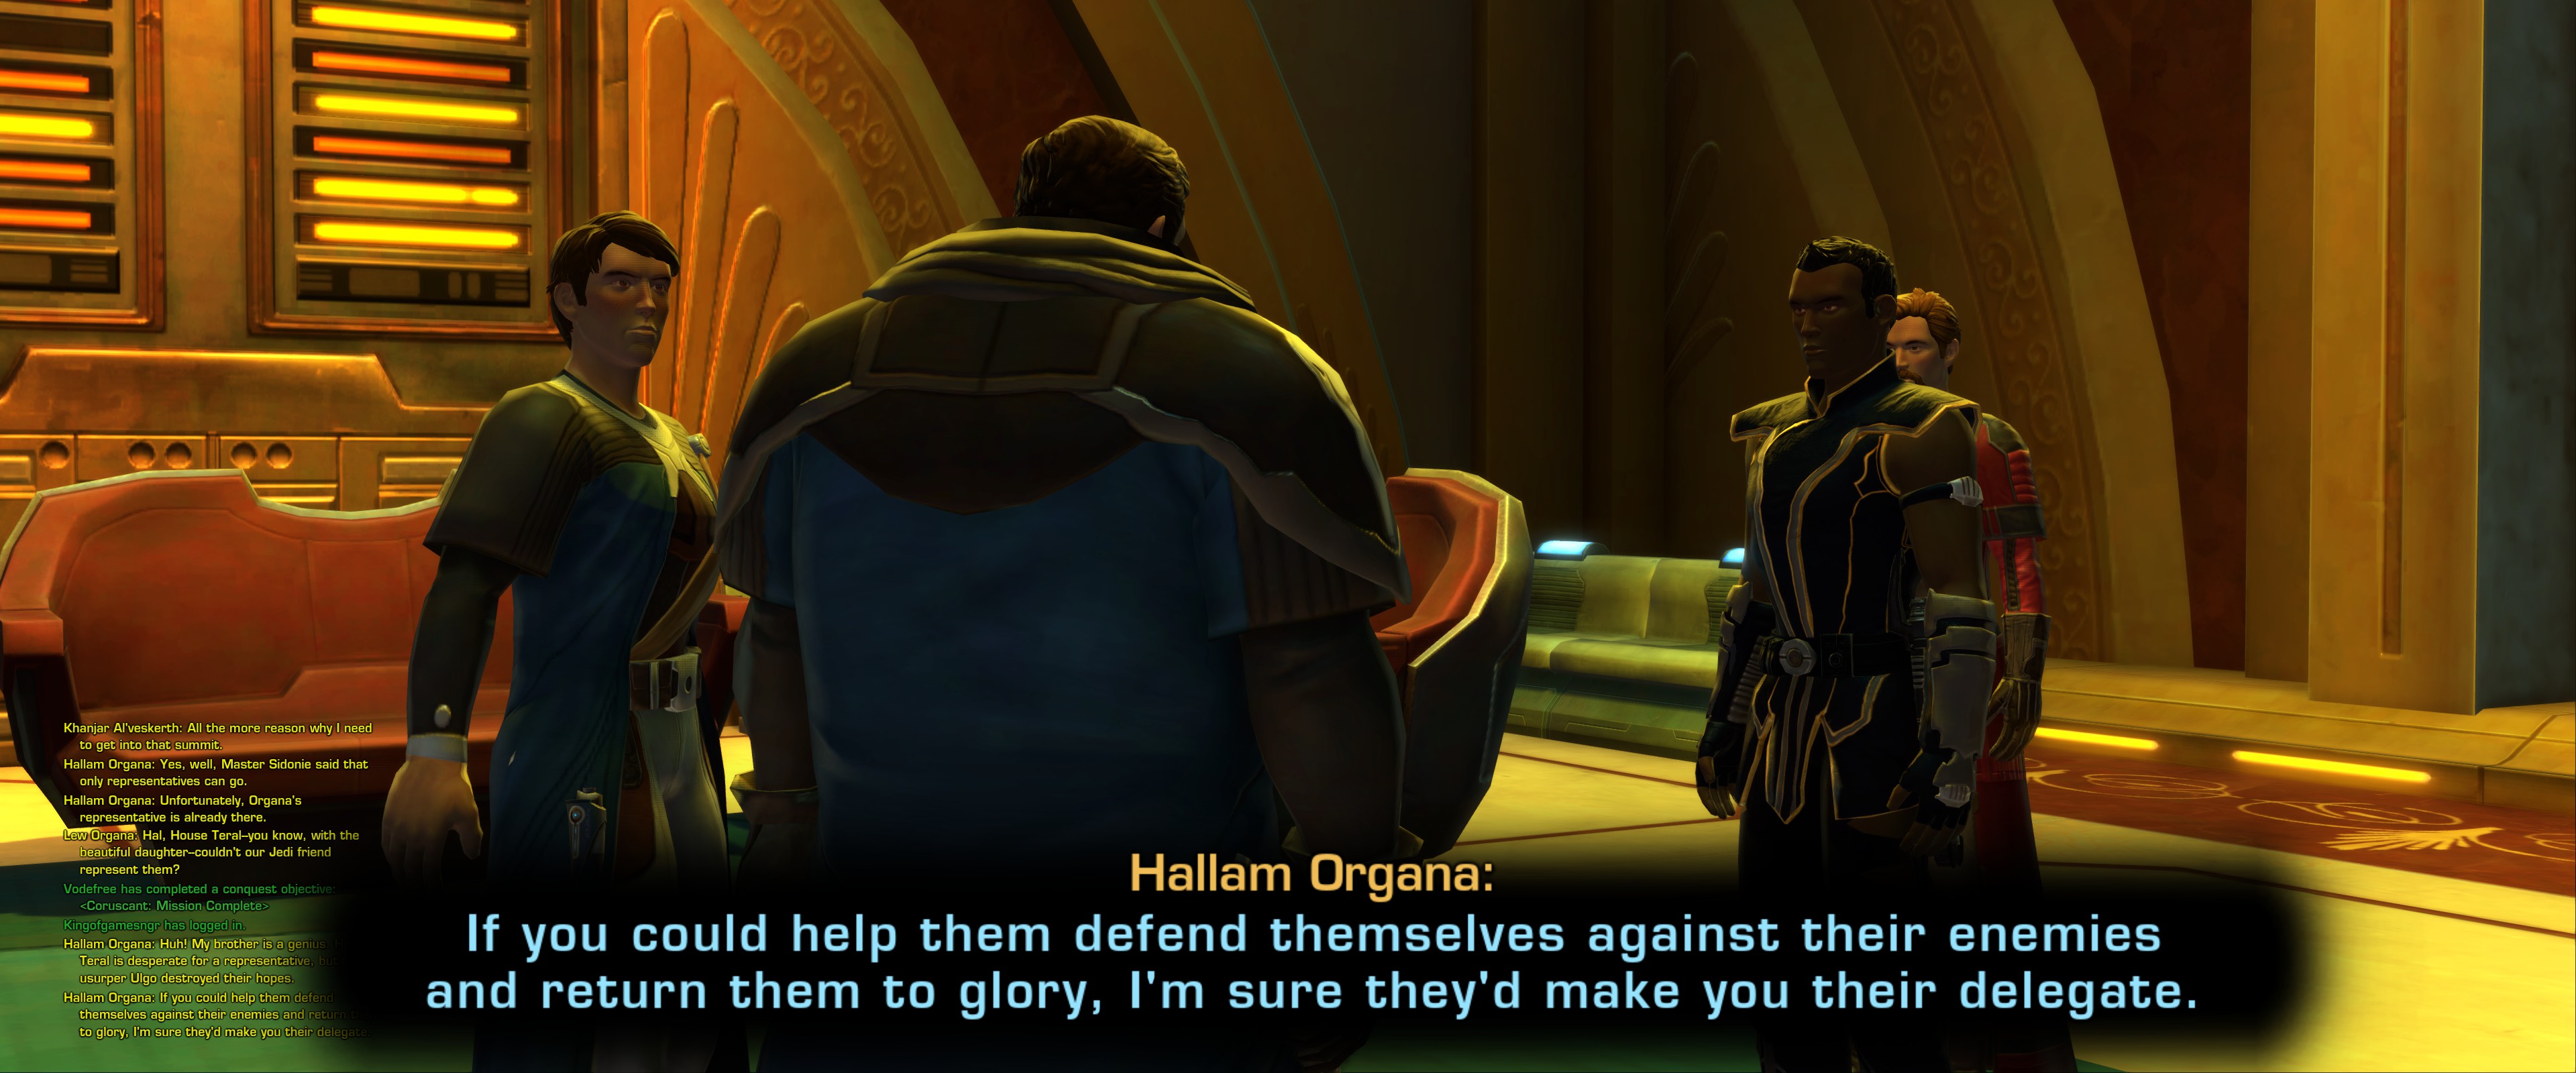 Khanjar Al'veskerth: All the more reason why I need
to get into that summit.
Hallam Organa: Yes, well, Master Sidonie said that
only representatives can go.
Hallam Organa: Unfortunately, Organa's
representative is already there.
Lew Organa: Hal, House Teral–you know, with the
beautiful daughter–couldn't our Jedi friend
represent them?
Vodefree has completed a conquest objective:
<Coruscant: Mission Complete>
Kingofgamesngr has logged in.
Hallam Organa: Huh! My brother is a genius.
Teral is desperate for a representative,
usurper Ulgo destroyed their hopes.
Hallam Organa: If you could help them defend
themselves against their enemies and return
to glory, I'm sure they'd make you their delegate
Hallam Organa:
If you could help them defend themselves against their enemies
and return them to glory, I'm sure they'd make you their delegate.